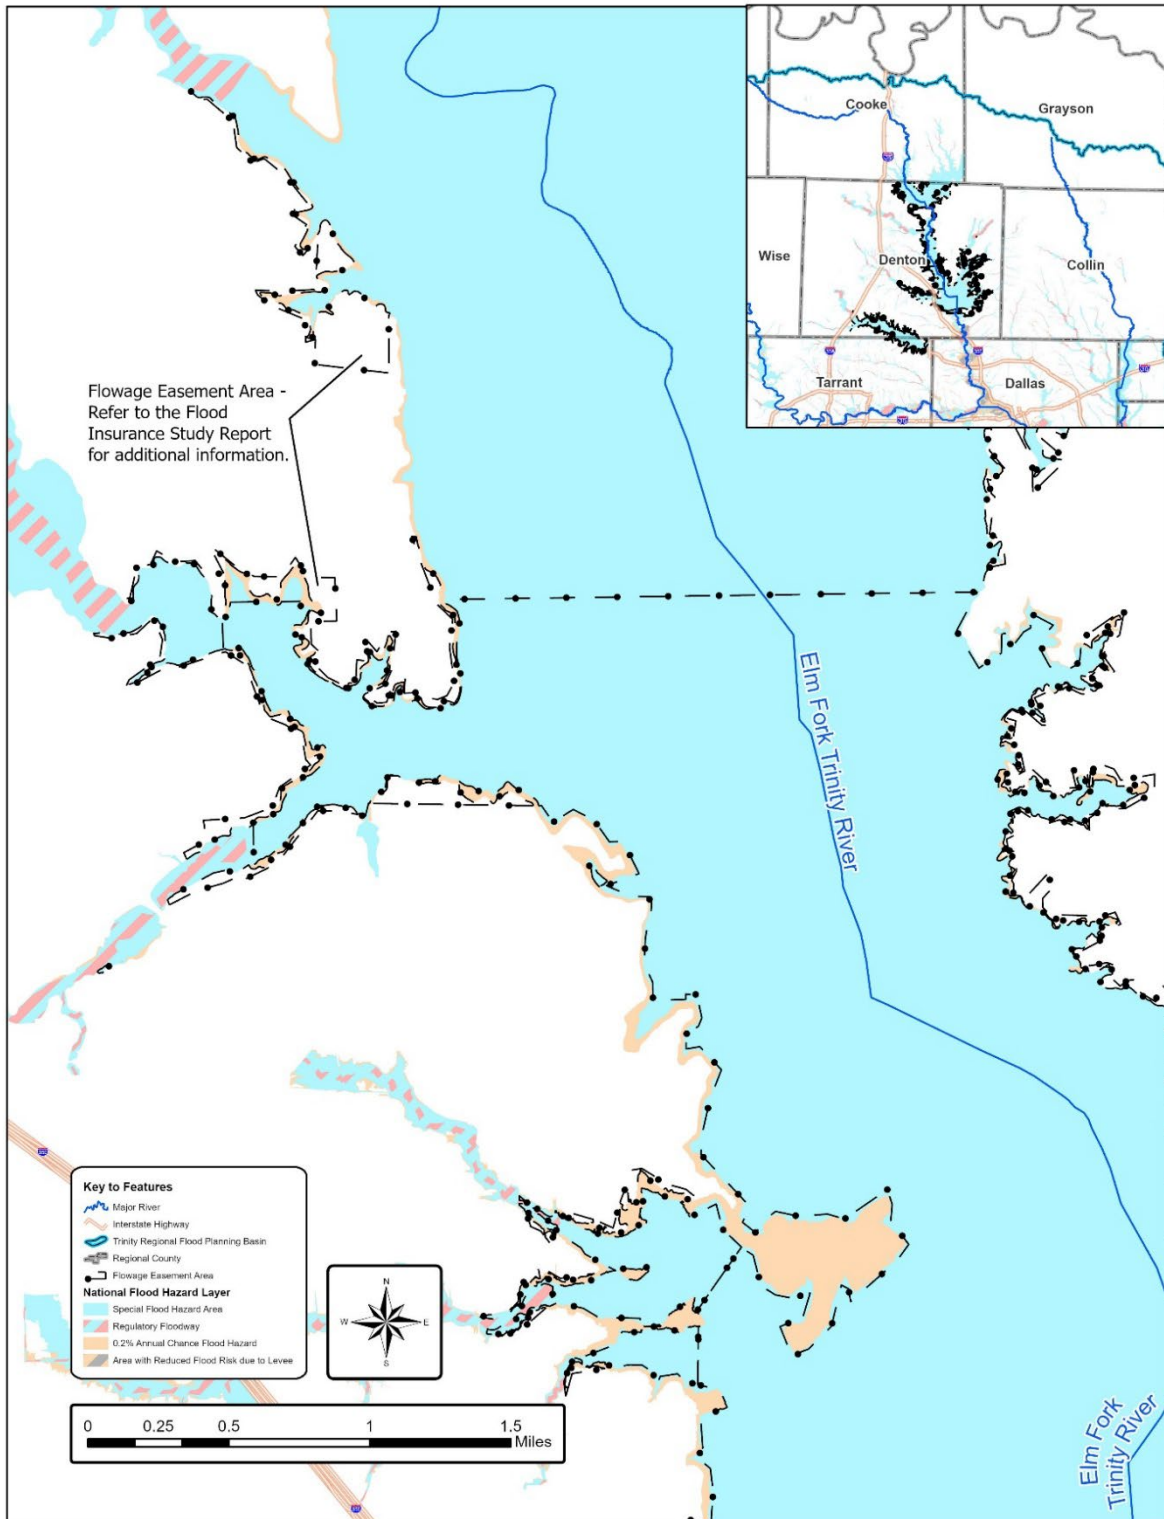 Cooke
Grayson
Wise
Denton
Collin
Tarrant
Dallas
Flowage Easement Area -
Refer to the Flood
Insurance Study Report
for additional information.
Elm Fork Trinity River
Key to Features
Major River
Interstate Highway
Trinity Regional Flood Planning Basin
Regional County
Flowage Easement Area
National Flood Hazard Layer
Special Flood Hazard Area
Regulatory Floodway
0.2% Annual Chance Flood Hazard
Area with Reduced Flood Risk due to Levee
N
W E
S
0 0.25 0.5 1 1.5
Miles
Elm Fork
Trinity River